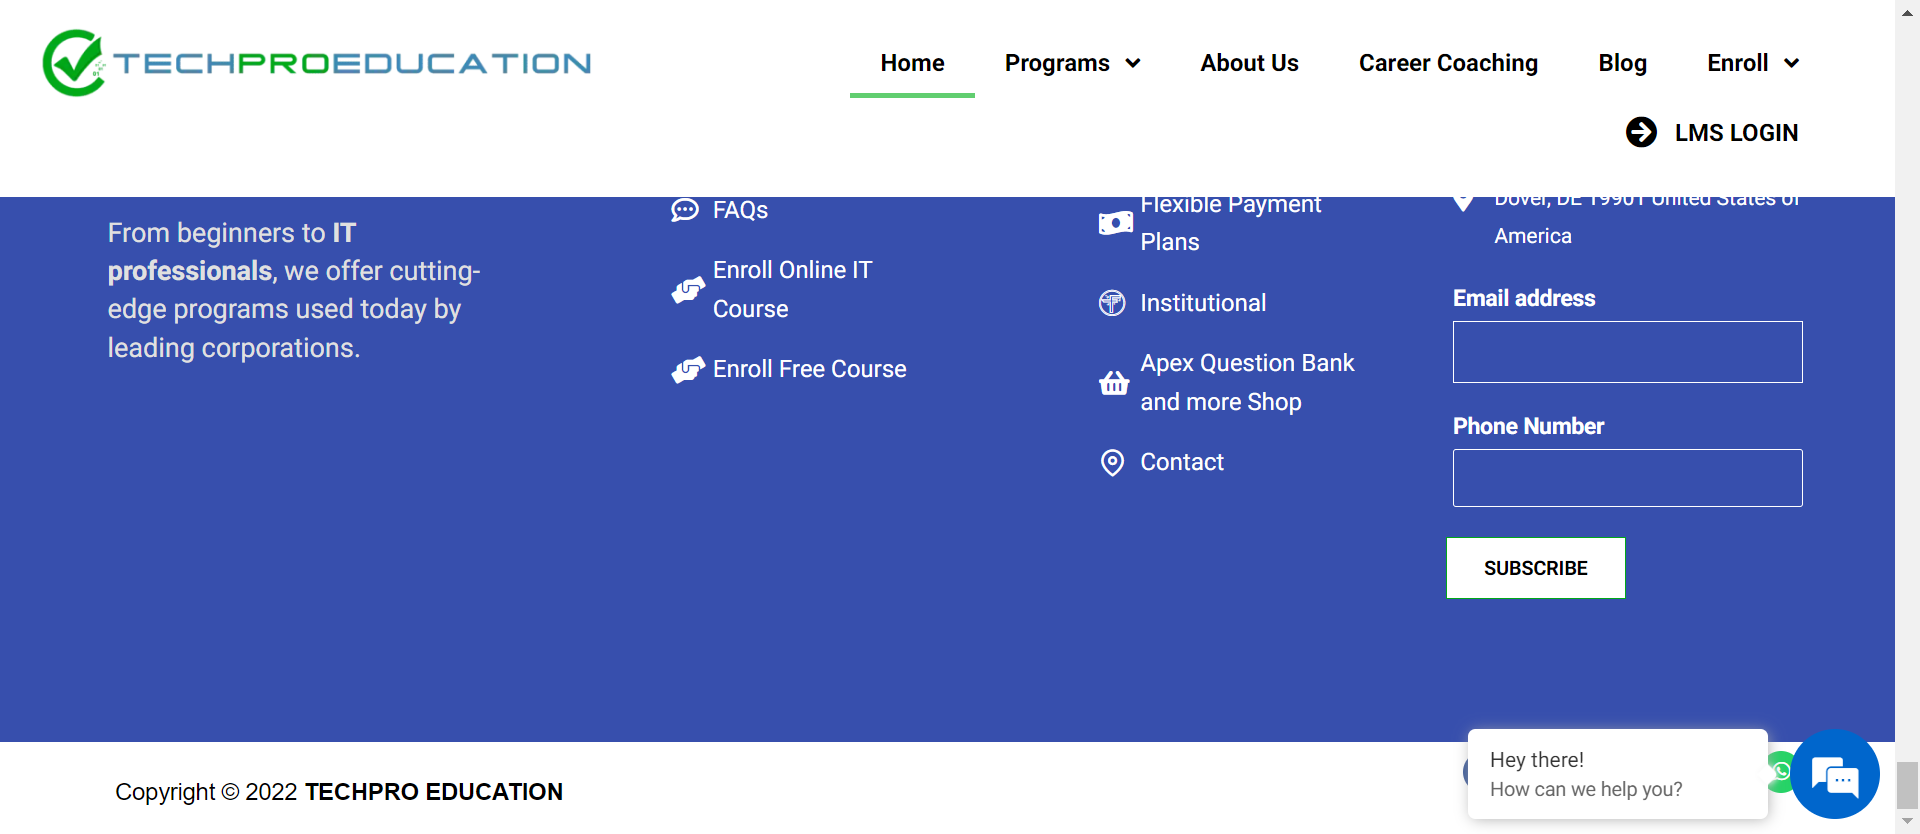 TECHPROEDUCATION
Home
Programs
About Us
Career Coaching
Blog
Enroll
LMS LOGIN
From beginners to IT
professionals, we offer cutting-
edge programs used today by
leading corporations.
FAQs
Enroll Online IT
Course
Enroll Free Course
Flexible Payment
Plans
Institutional
Apex Question Bank
and more Shop
Contact
Dover, DE 19901 United States of
America
Email address
Phone Number
SUBSCRIBE
Copyright © 2022 TECHPRO EDUCATION
Hey there!
How can we help you?